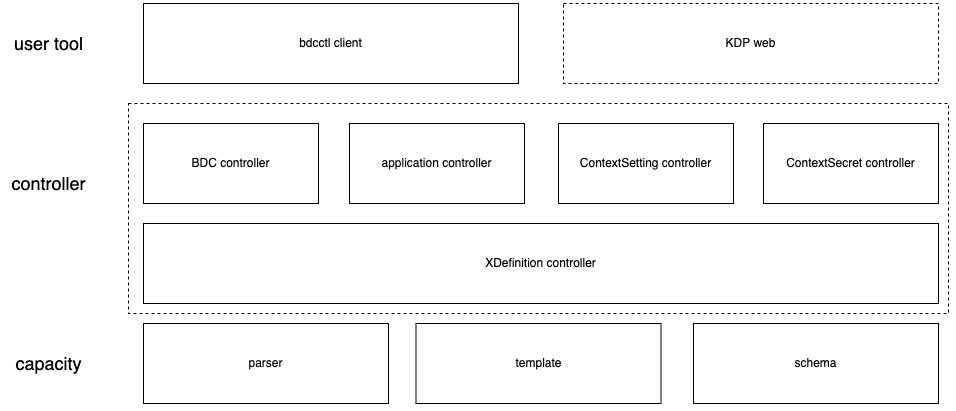 user tool
bdcctl client
KDP web
controller
BDC controller
application controller
ContextSetting controller
ContextSecret controller
XDefinition controller
capacity
parser
template
schema